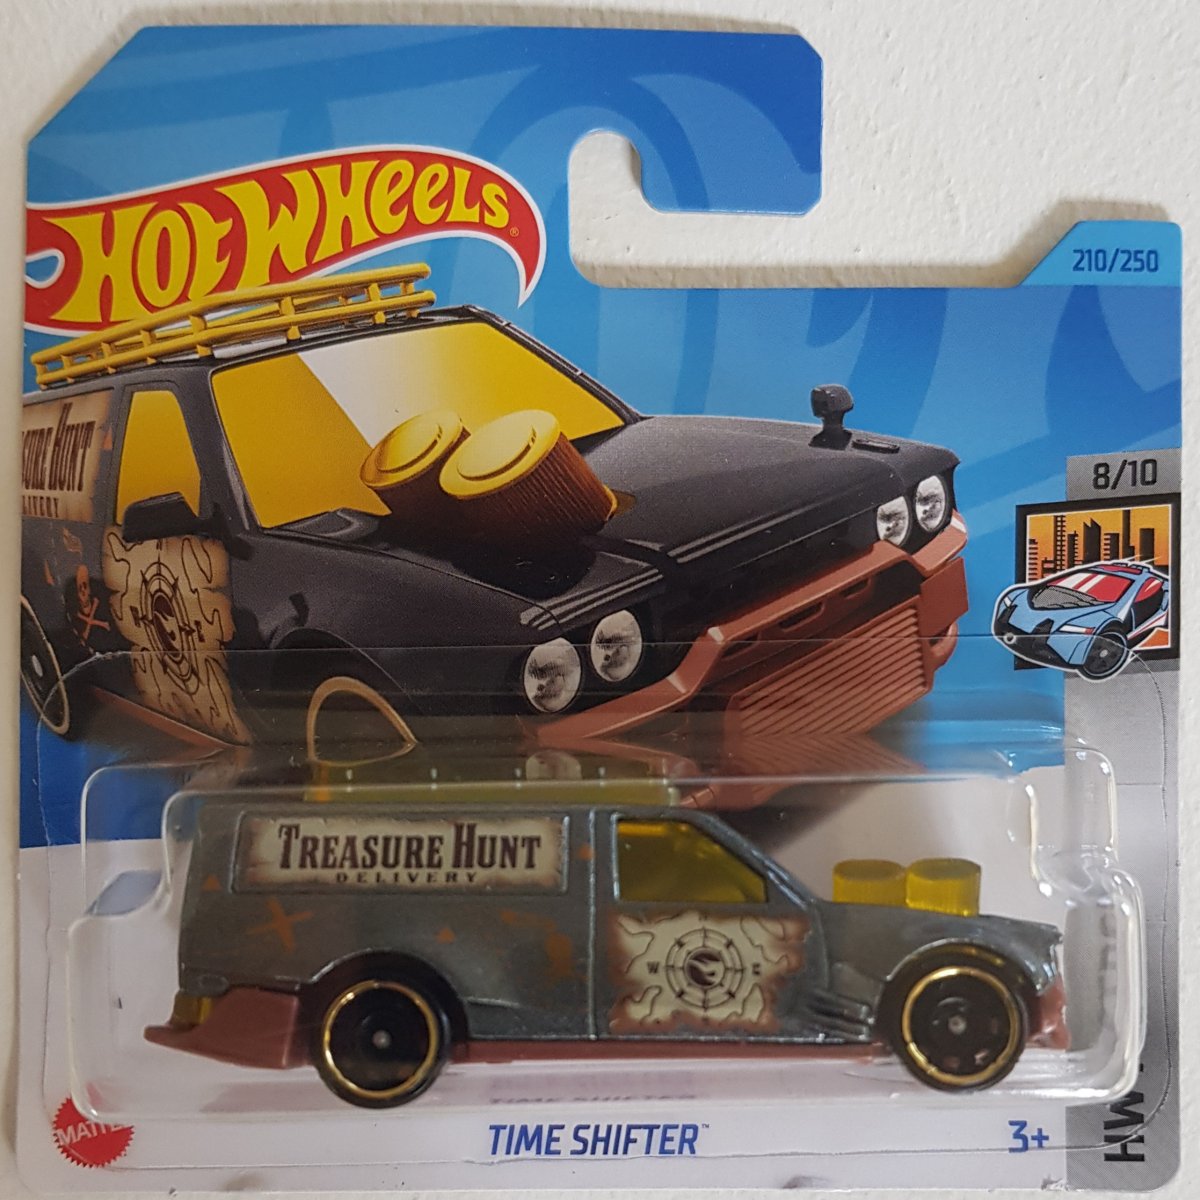 HOT WHEELS®
210/250
8/10
TREASURE HUNT
DELIVERY
TREASURE HUNT
DELIVERY
W E
MATTEL
TIME SHIFTER™
3+
HW